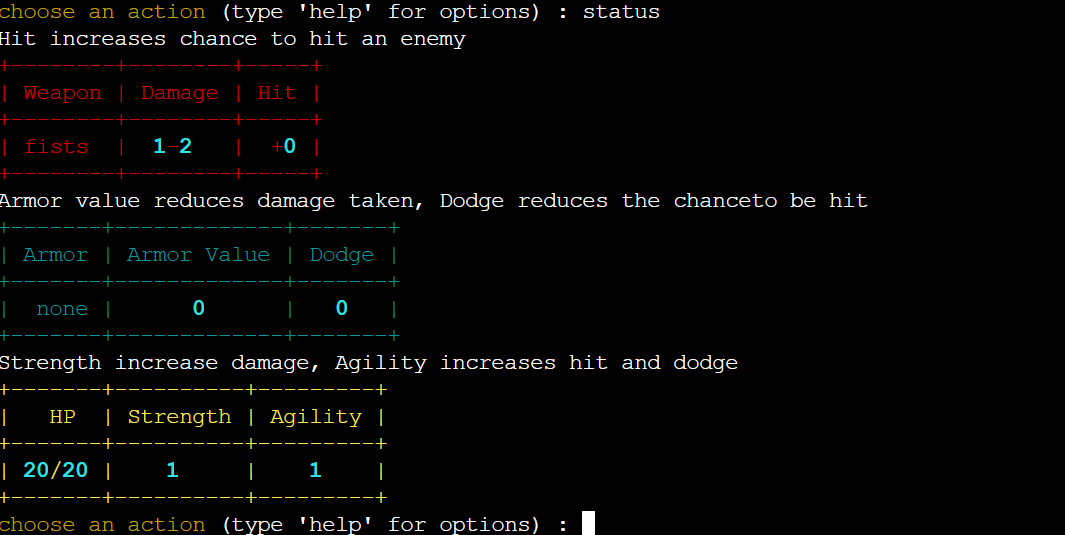 choose an action (type 'help' for options) : status
Hit increases chance to hit an enemy
+--------+--------+-----+
| Weapon | Damage | Hit |
+--------+--------+-----+
| fists  |  1-2   |  +0 |
+--------+--------+-----+
Armor value reduces damage taken, Dodge reduces the chanceto be hit
+-------+-------------+-------+
| Armor | Armor Value | Dodge |
+-------+-------------+-------+
|  none |      0      |   0   |
+-------+-------------+-------+
Strength increase damage, Agility increases hit and dodge
+-------+----------+---------+
|   HP  | Strength | Agility |
+-------+----------+---------+
| 20/20 |    1     |    1    |
+-------+----------+---------+
choose an action (type 'help' for options) :